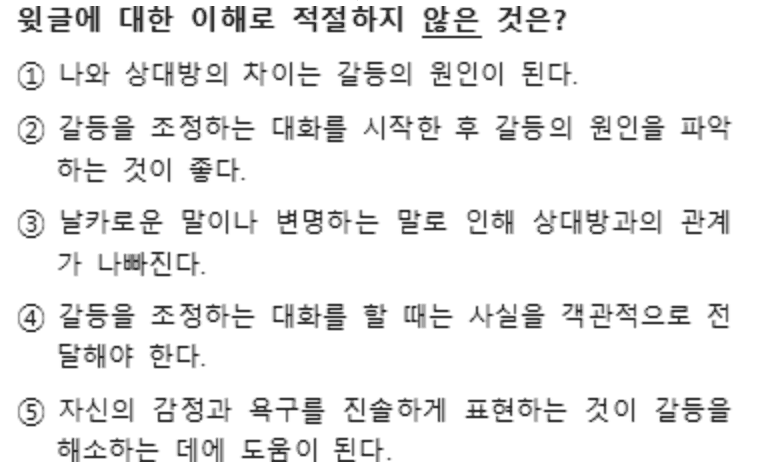 윗글에 대한 이해로 적절하지 않은 것은?
① 나와 상대방의 차이는 갈등의 원인이 된다.
② 갈등을 조정하는 대화를 시작한 후 갈등의 원인을 파악
하는 것이 좋다.
③ 날카로운 말이나 변명하는 말로 인해 상대방과의 관계
가 나빠진다.
④ 갈등을 조정하는 대화를 할 때는 사실을 객관적으로 전
달해야 한다.
⑤ 자신의 감정과 욕구를 진솔하게 표현하는 것이 갈등을
해소하는 데에 도움이 된다.